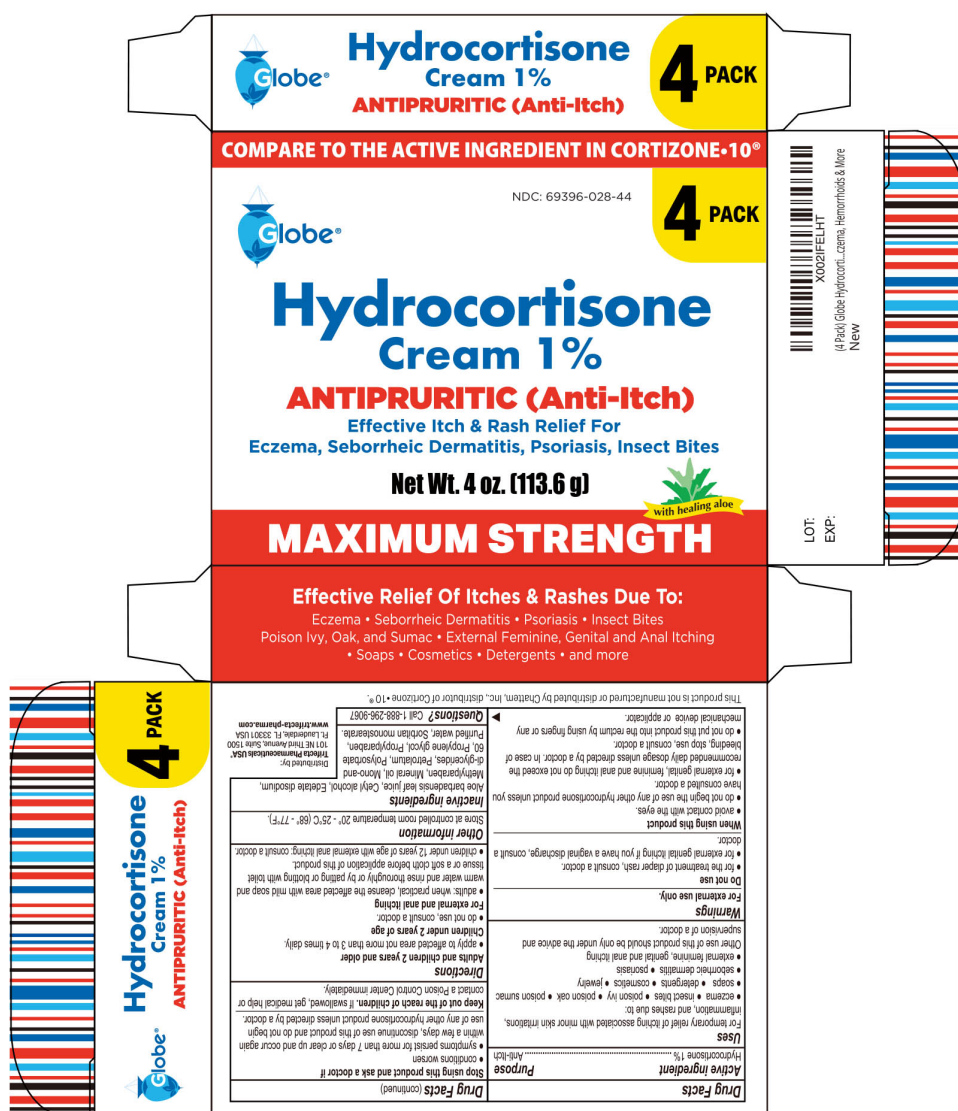 Globe®
Hydrocortisone
Cream 1%
ANTIPRURITIC (Anti-Itch)
4 PACK
COMPARE TO THE ACTIVE INGREDIENT IN CORTIZONE•10®
Globe®
NDC: 69396-028-44
4 PACK
Hydrocortisone
Cream 1%
ANTIPRURITIC (Anti-Itch)
Effective Itch & Rash Relief For
Eczema, Seborrheic Dermatitis, Psoriasis, Insect Bites
Net Wt. 4 oz. (113.6 g)
with healing aloe
MAXIMUM STRENGTH
X002IFELHT
(4 Pack) Globe Hydrocorti...czema, Hemorrhoids & More
New
LOT:
EXP:
Effective Relief Of Itches & Rashes Due To:
Eczema • Seborrheic Dermatitis • Psoriasis • Insect Bites
Poison Ivy, Oak, and Sumac • External Feminine, Genital and Anal Itching
• Soaps • Cosmetics • Detergents • and more
Globe®
Hydrocortisone
Cream 1%
ANTIPRURITIC (Anti-Itch)
4 PACK
Drug Facts
Active ingredient Purpose
Hydrocortisone 1% ........ Anti-Itch
Uses
For temporary relief of itching associated with minor skin irritations,
inflammation, and rashes due to:
• eczema • insect bites • poison ivy • poison oak • poison sumac
• soaps • detergents • cosmetics • jewelry
• seborrheic dermatitis • psoriasis
• external feminine, genital and anal itching
Other use of this product should be only under the advice and
supervision of a doctor.
Warnings
For external use only.
Do not use
• for the treatment of diaper rash, consult a doctor.
• for external genital itching if you have a vaginal discharge, consult a
doctor.
When using this product
• avoid contact with the eyes.
• do not begin the use of any other hydrocortisone product unless you
have consulted a doctor.
• for external genital, feminine and anal itching do not exceed the
recommended daily dosage unless directed by a doctor. In case of
bleeding, stop use, consult a doctor.
• do not put this product into the rectum by using fingers or any
mechanical device or applicator.
Drug Facts (continued)
Stop using this product and ask a doctor if
• conditions worsen
• symptoms persist for more than 7 days or clear up and occur again
within a few days, discontinue use of this product and do not begin
use of any other hydrocortisone product unless directed by a doctor.
Keep out of the reach of children. If swallowed, get medical help or
contact a Poison Control Center immediately.
Directions
Adults and children 2 years and older
• apply to affected area not more than 3 to 4 times daily.
Children under 2 years of age
• do not use, consult a doctor.
For external and anal itching
• adults: when practical, cleanse the affected area with mild soap and
warm water and rinse thoroughly or by patting or blotting with toilet
tissue or a soft cloth before application of this product.
• children under 12 years of age with external anal itching: consult a doctor.
Other information
Store at controlled room temperature 20° - 25°C (68° - 77°F).
Inactive ingredients
Aloe barbadensis leaf juice, Cetyl alcohol, Edetate disodium,
Methylparaben, Mineral oil, Mono-and
di-glycerides, Petroltum, Polysorbate
60, Propylene glycol, Propylparaben,
Purified water, Sorbitan monostearate.
Questions? Call 1-888-296-9067
Distributed by:
Trifecta Pharmaceuticals USA™
101 NE Third Avenue, Suite 1500
Ft. Lauderdale, FL 33301 USA
www.trifecta-pharma.com
This product is not manufactured or distributed by Chattem, Inc., distributor of Cortizone •10®.